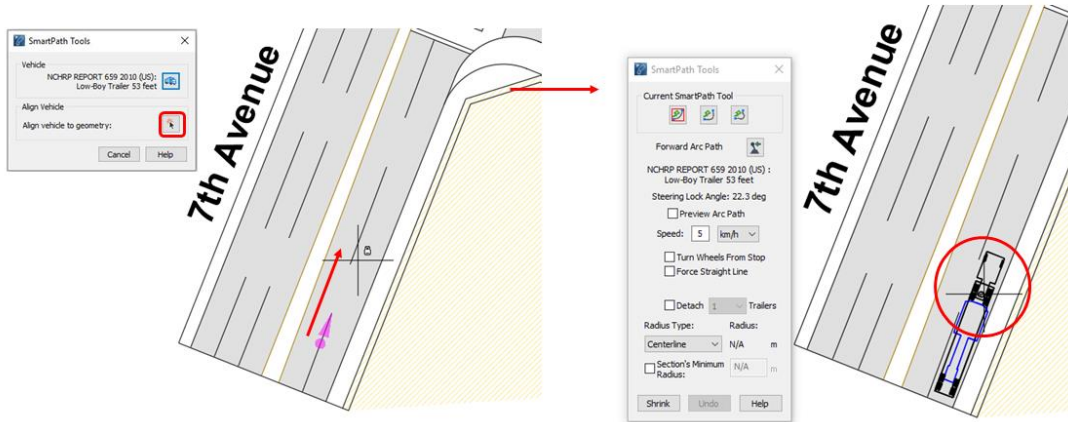 SmartPath Tools
Vehicle
NCHRP REPORT 659 2010 (US):
Low-Boy Trailer 53 feet
Align Vehicle
Align vehicle to geometry:
Cancel Help
7th Avenue
SmartPath Tools
Current SmartPath Tool
Forward Arc Path
NCHRP REPORT 659 2010 (US) :
Low-Boy Trailer 53 feet
Steering Lock Angle: 22.3 deg
Preview Arc Path
Speed: 5 km/h
Turn Wheels From Stop
Force Straight Line
Detach 1 Trailers
Radius Type: Radius:
Centerline N/A m
Section's Minimum N/A m
Radius:
Shrink Undo Help
7th Avenue